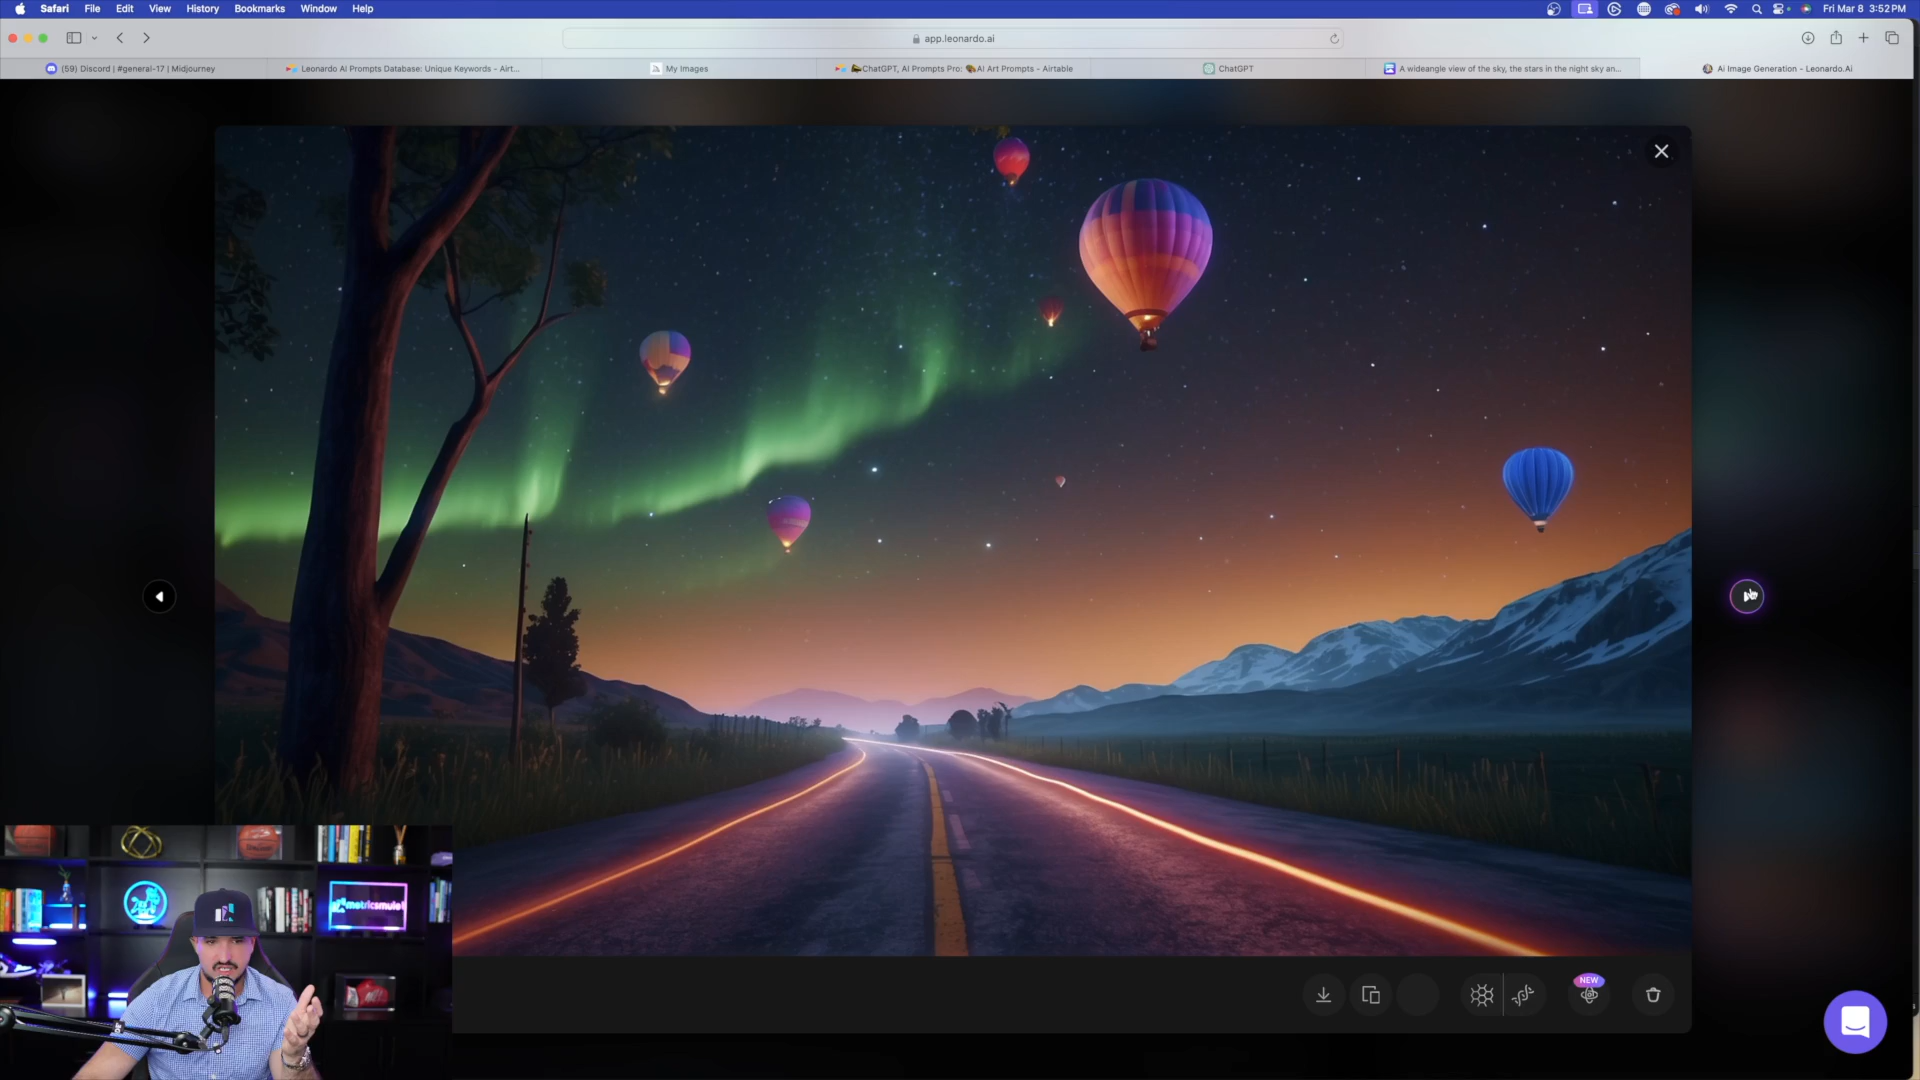 Safari File Edit View History Bookmarks Window Help Fri Mar 8 3:52 PM
app.leonardo.ai
(59) Discord | #general-17 | Midjourney
Leonardo AI Prompts Database: Unique Keywords - Airt...
My Images
ChatGPT, AI Prompts Pro: 🎨AI Art Prompts - Airtable
ChatGPT
A wideangle view of the sky, the stars in the night sky an...
Ai Image Generation - Leonardo.Ai
metricsmule
NEW